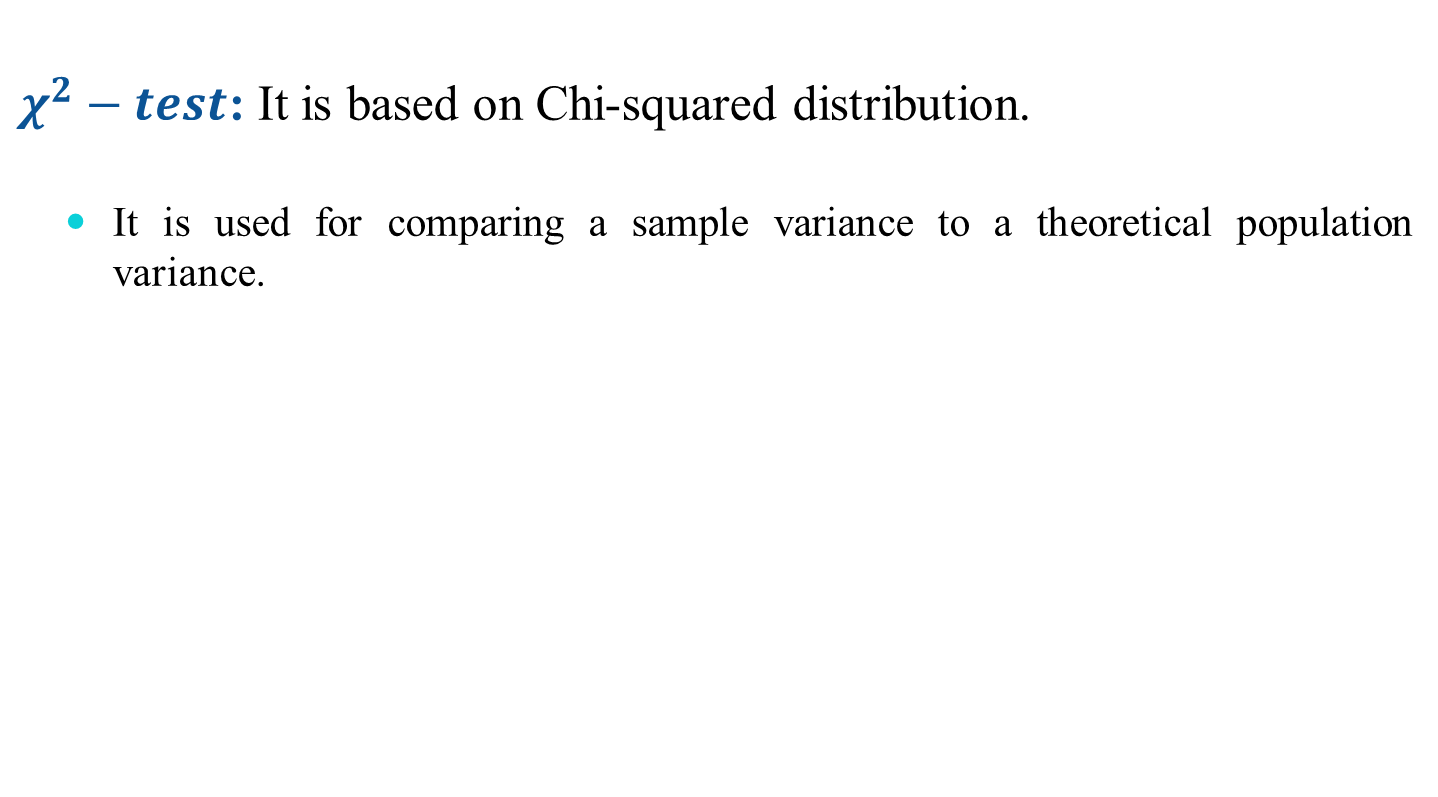 χ² − test: It is based on Chi-squared distribution.
• It is used for comparing a sample variance to a theoretical population
variance.